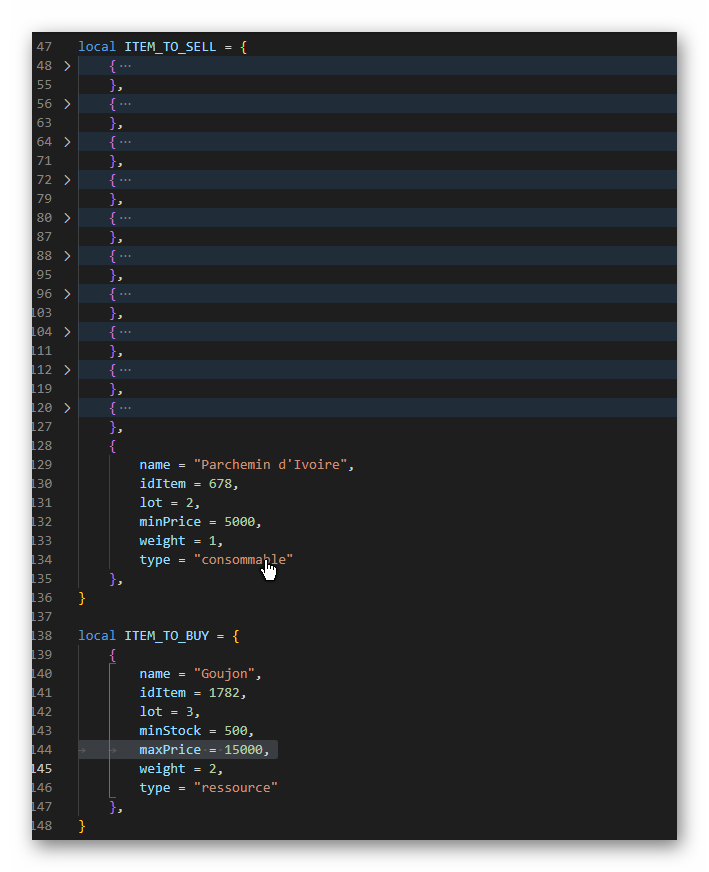 47 local ITEM_TO_SELL = {
48 > { ···
55 },
56 > { ···
63 },
64 > { ···
71 },
72 > { ···
79 },
80 > { ···
87 },
88 > { ···
95 },
96 > { ···
103 },
104 > { ···
111 },
112 > { ···
119 },
120 > { ···
127 },
128 {
129 name = "Parchemin d'Ivoire",
130 idItem = 678,
131 lot = 2,
132 minPrice = 5000,
133 weight = 1,
134 type = "consommable"
135 },
136 }
137
138 local ITEM_TO_BUY = {
139 {
140 name = "Goujon",
141 idItem = 1782,
142 lot = 3,
143 minStock = 500,
144 maxPrice = 15000,
145 weight = 2,
146 type = "ressource"
147 },
148 }